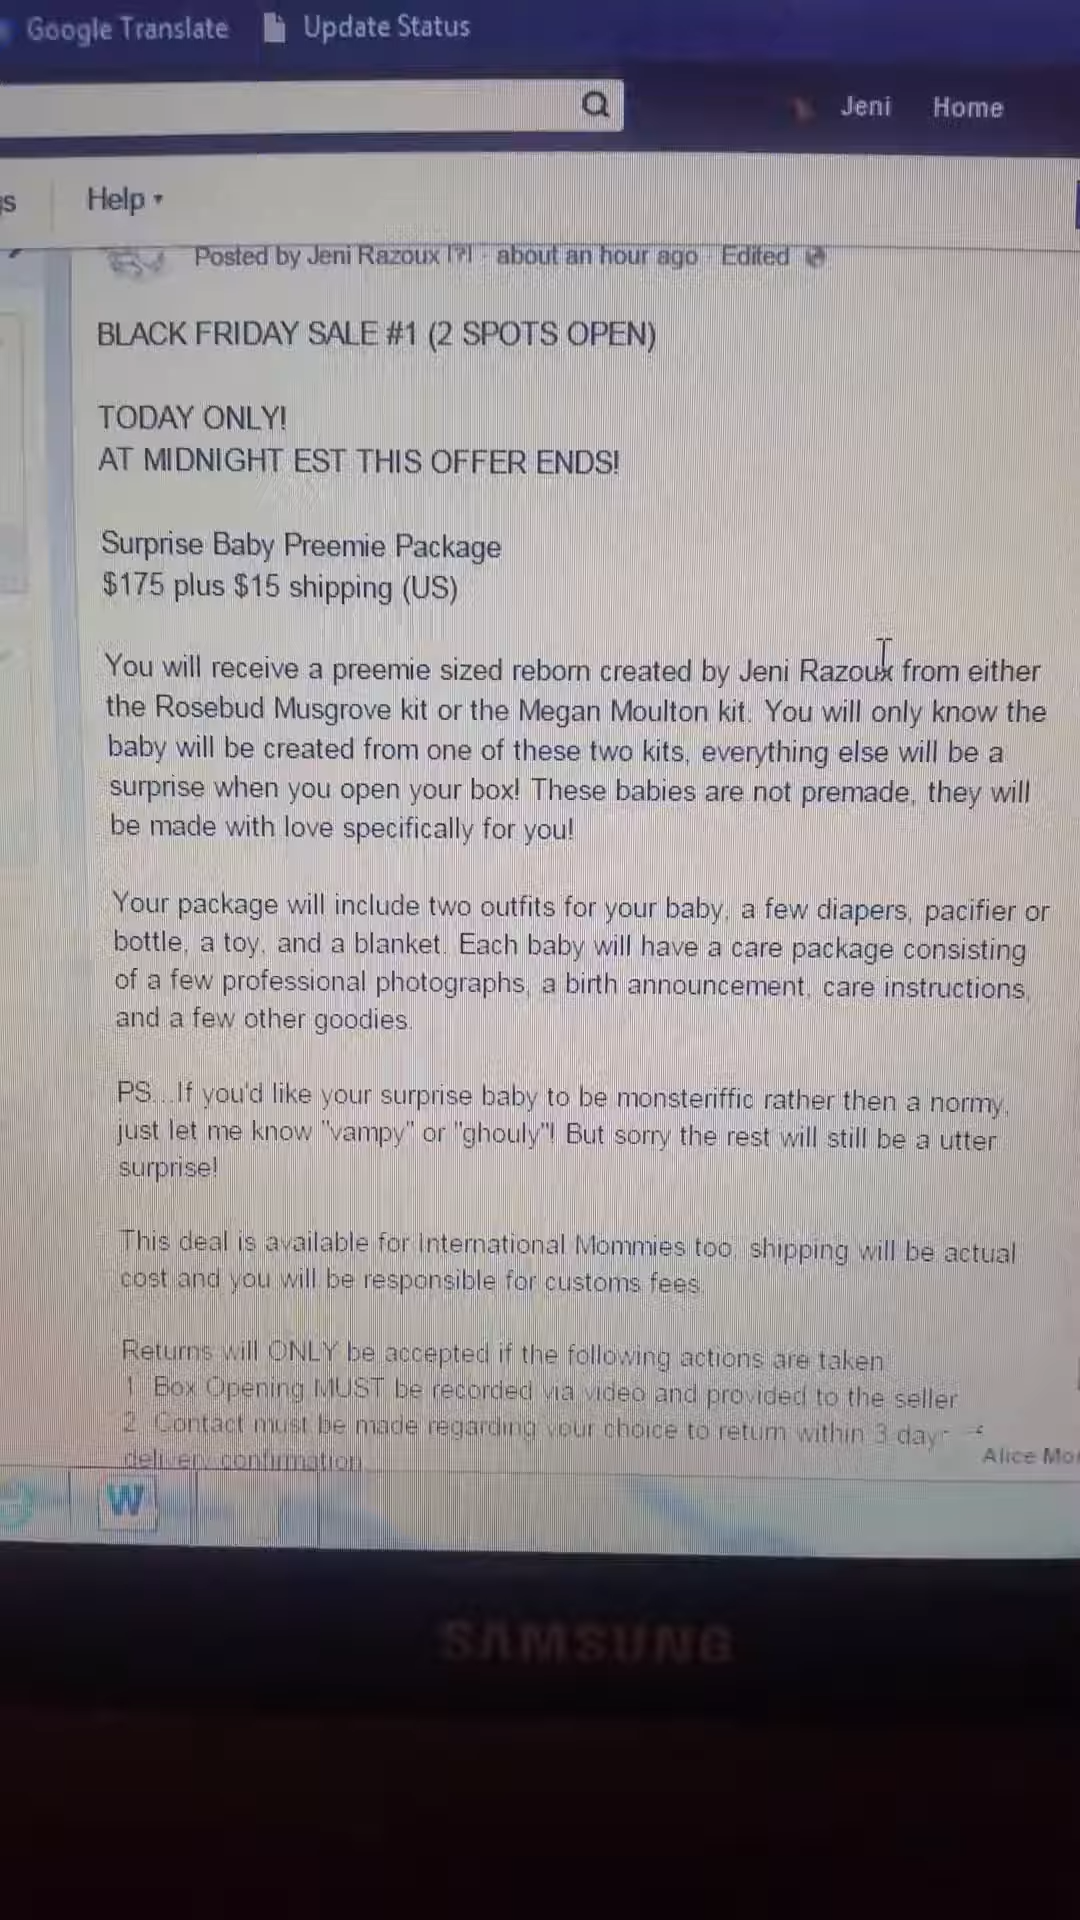 Google Translate Update Status
Jeni Home
Help
Posted by Jeni Razoux [?] · about an hour ago · Edited
BLACK FRIDAY SALE #1 (2 SPOTS OPEN)
TODAY ONLY!
AT MIDNIGHT EST THIS OFFER ENDS!
Surprise Baby Preemie Package
$175 plus $15 shipping (US)
You will receive a preemie sized reborn created by Jeni Razoux from either
the Rosebud Musgrove kit or the Megan Moulton kit. You will only know the
baby will be created from one of these two kits, everything else will be a
surprise when you open your box! These babies are not premade, they will
be made with love specifically for you!
Your package will include two outfits for your baby, a few diapers, pacifier or
bottle, a toy, and a blanket. Each baby will have a care package consisting
of a few professional photographs, a birth announcement, care instructions,
and a few other goodies.
PS...If you'd like your surprise baby to be monsteriffic rather then a normy,
just let me know "vampy" or "ghouly"! But sorry the rest will still be a utter
surprise!
This deal is available for International Mommies too, shipping will be actual
cost and you will be responsible for customs fees.
Returns will ONLY be accepted if the following actions are taken:
1. Box Opening MUST be recorded via video and provided to the seller
2. Contact must be made regarding your choice to return within 3 days
delivery confirmation
Alice
W
SAMSUNG